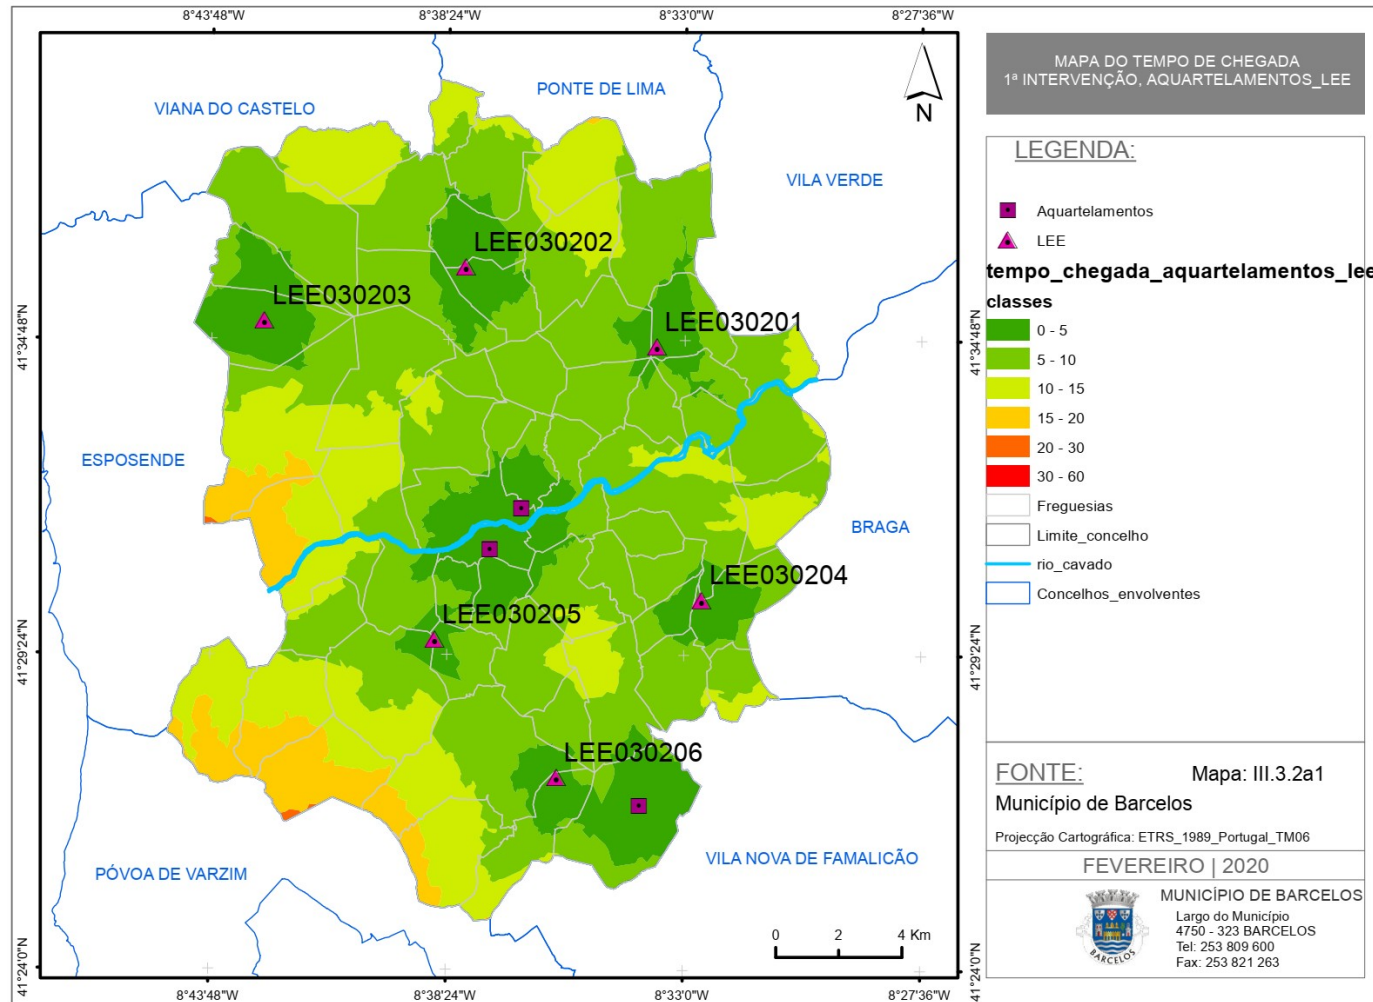 8°43'48"W
8°38'24"W
8°33'0"W
8°27'36"W
MAPA DO TEMPO DE CHEGADA
1ª INTERVENÇÃO, AQUARTELAMENTOS_LEE
VIANA DO CASTELO
PONTE DE LIMA
VILA VERDE
ESPOSENDE
BRAGA
PÓVOA DE VARZIM
VILA NOVA DE FAMALICÃO
N
LEE030202
LEE030203
LEE030201
LEE030204
LEE030205
LEE030206
41°34'48"N
41°29'24"N
41°24'0"N
41°34'48"N
41°29'24"N
41°24'0"N
0 2 4 Km
8°43'48"W
8°38'24"W
8°33'0"W
8°27'36"W
LEGENDA:
Aquartelamentos
LEE
tempo_chegada_aquartelamentos_lee
classes
0 - 5
5 - 10
10 - 15
15 - 20
20 - 30
30 - 60
Freguesias
Limite_concelho
rio_cavado
Concelhos_envolventes
FONTE:
Mapa: III.3.2a1
Município de Barcelos
Projecção Cartográfica: ETRS_1989_Portugal_TM06
FEVEREIRO | 2020
BARCELOS
MUNICÍPIO DE BARCELOS
Largo do Município
4750 - 323 BARCELOS
Tel: 253 809 600
Fax: 253 821 263